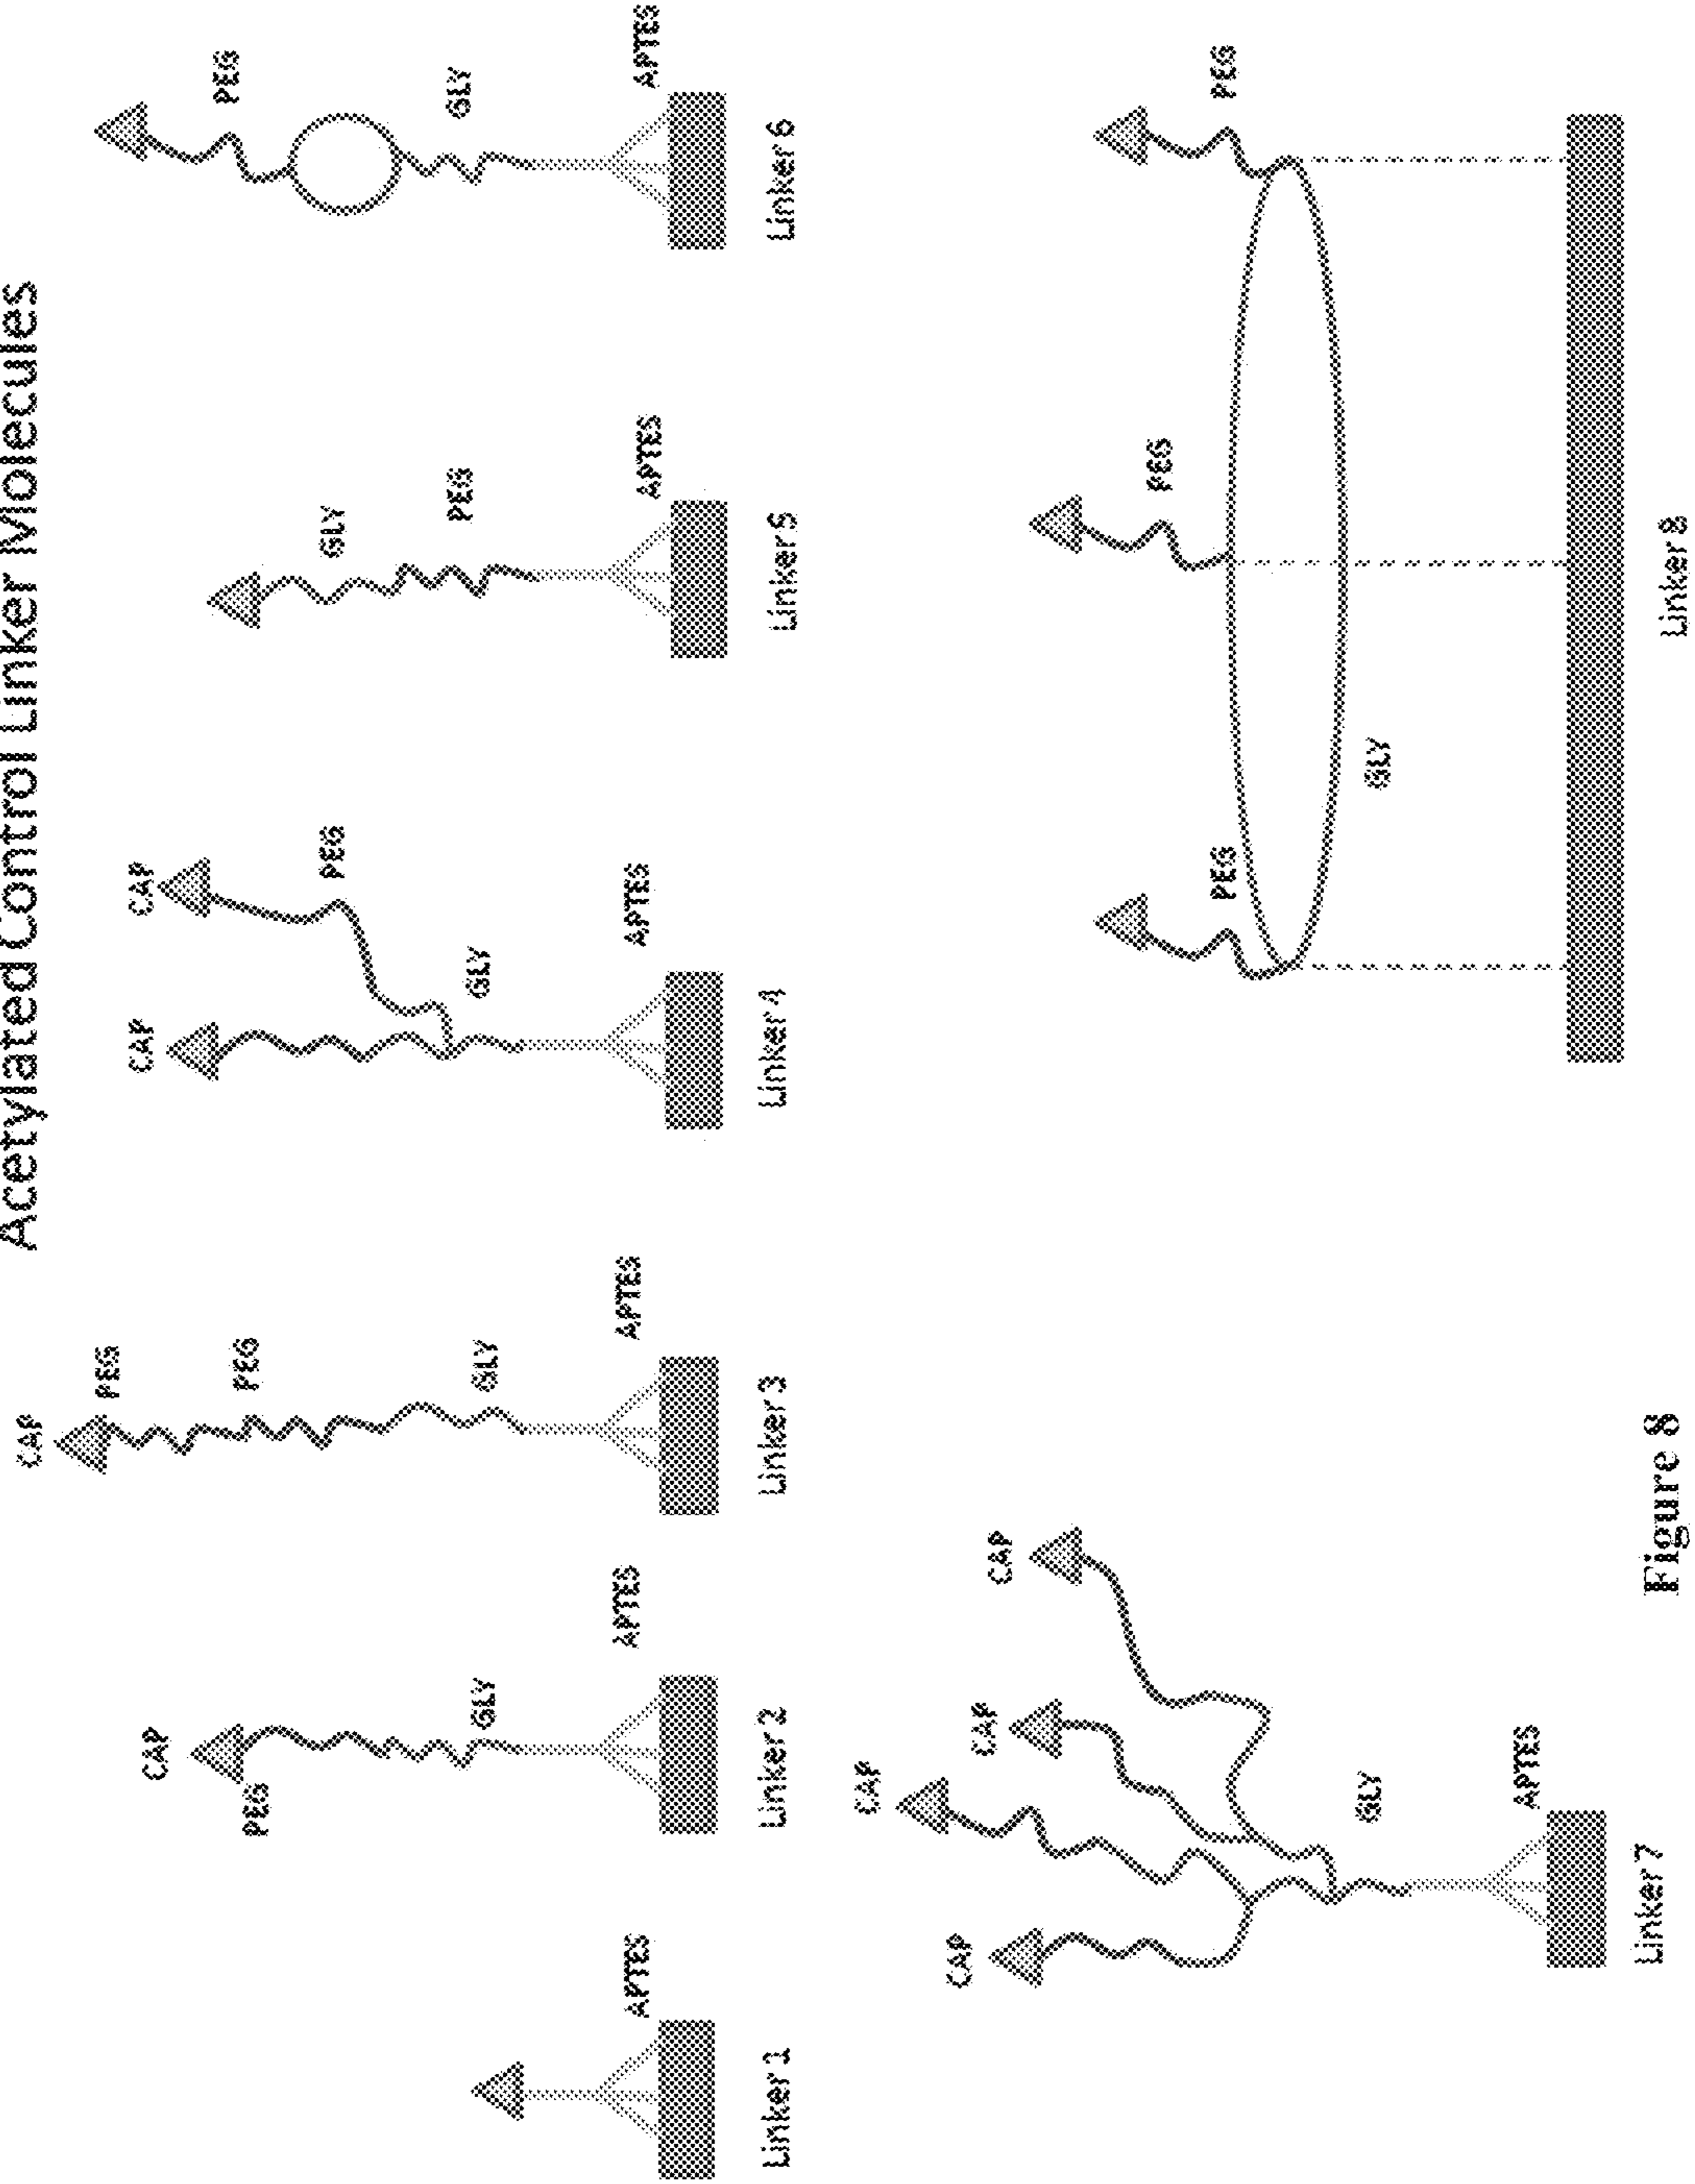 Acetylated Control Linker Molecules
APTES
Linker 1
CAP
PEG
GLY
APTES
Linker 2
CAP
PEG
PEG
GLY
APTES
Linker 3
CAP
CAP
PEG
GLY
APTES
Linker 4
GLY
PEG
APTES
Linker 5
PEG
GLY
APTES
Linker 6
CAP
CAP
CAP
CAP
GLY
APTES
Linker 7
PEG
PEG
PEG
GLY
Linker 8
Figure 8